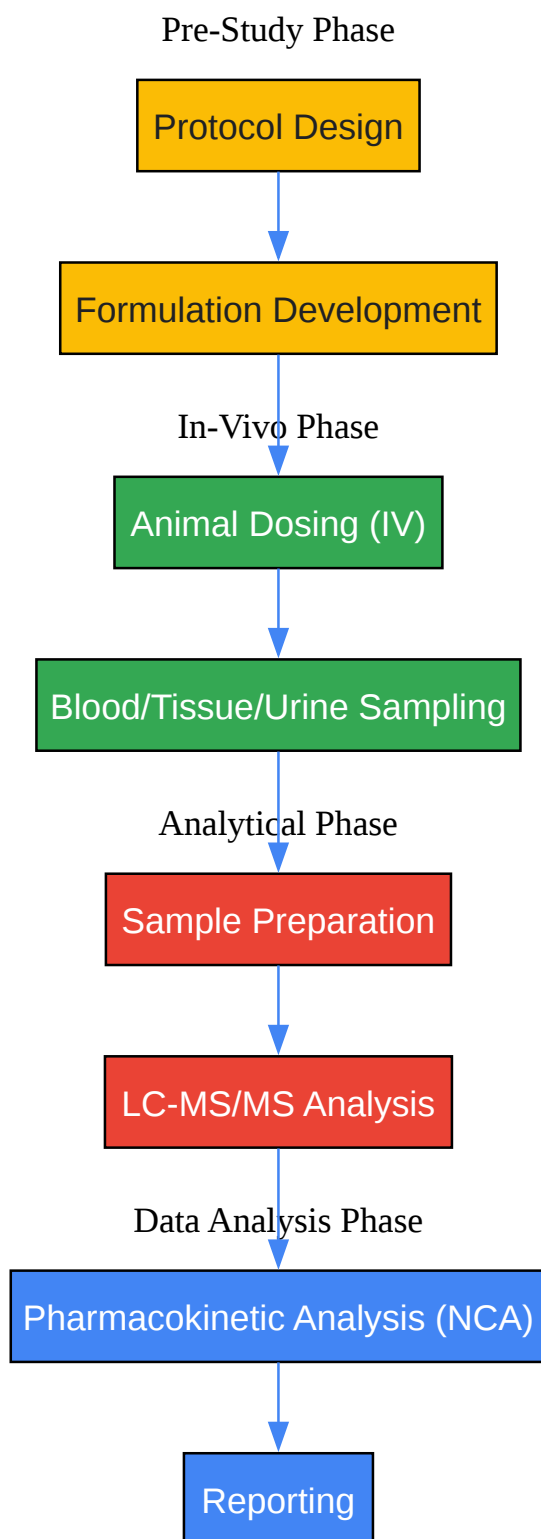 Pre-Study Phase
Protocol Design
Formulation Development
In-Vivo Phase
Animal Dosing (IV)
Blood/Tissue/Urine Sampling
Analytical Phase
Sample Preparation
LC-MS/MS Analysis
Data Analysis Phase
Pharmacokinetic Analysis (NCA)
Reporting